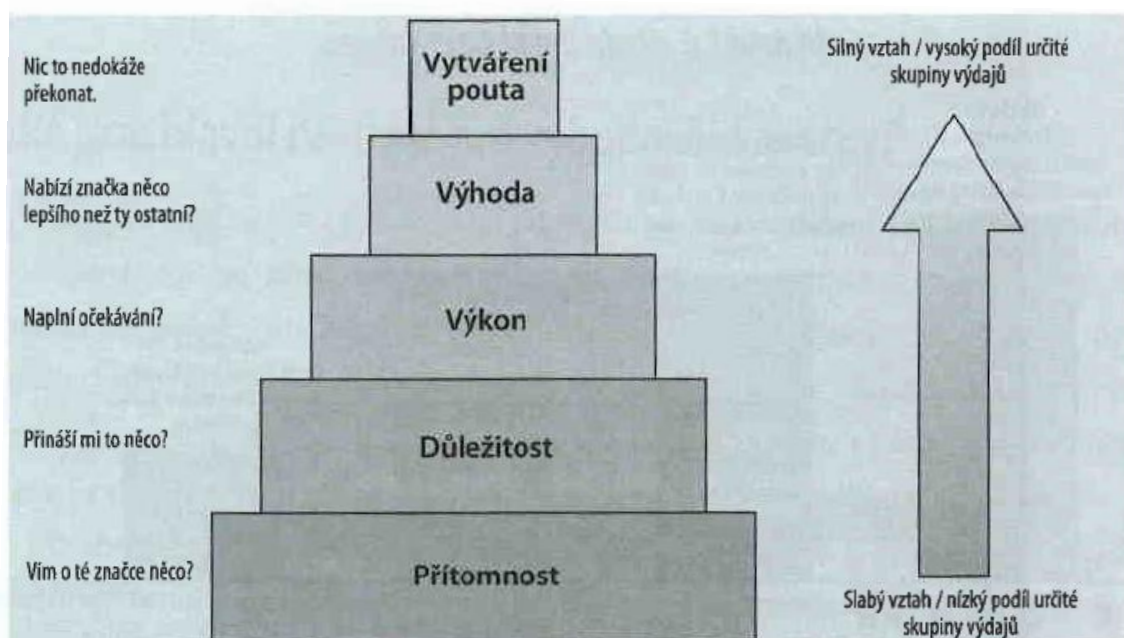 Nic to nedokáže
překonat.
Vytváření
pouta
Silný vztah / vysoký podíl určité
skupiny výdajů
Nabízí značka něco
lepšího než ty ostatní?
Výhoda
Naplní očekávání?
Výkon
Přináší mi to něco?
Důležitost
Vím o té značce něco?
Přítomnost
Slabý vztah / nízký podíl určité
skupiny výdajů